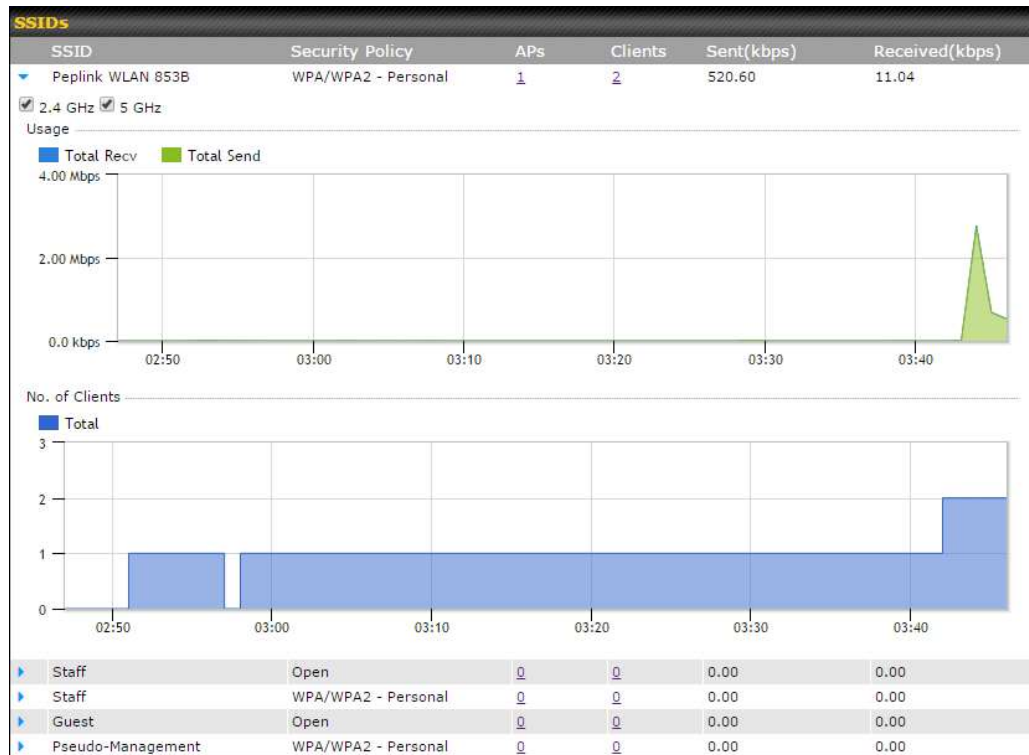 SSIDs
SSID Security Policy APs Clients Sent(kbps) Received(kbps)
Peplink WLAN 853B WPA/WPA2 - Personal 1 2 520.60 11.04
2.4 GHz 5 GHz
Usage
Total Recv Total Send
4.00 Mbps
2.00 Mbps
0.0 kbps
02:50 03:00 03:10 03:20 03:30 03:40
No. of Clients
Total
3
2
1
0
02:50 03:00 03:10 03:20 03:30 03:40
Staff Open 0 0 0.00 0.00
Staff WPA/WPA2 - Personal 0 0 0.00 0.00
Guest Open 0 0 0.00 0.00
Pseudo-Management WPA/WPA2 - Personal 0 0 0.00 0.00